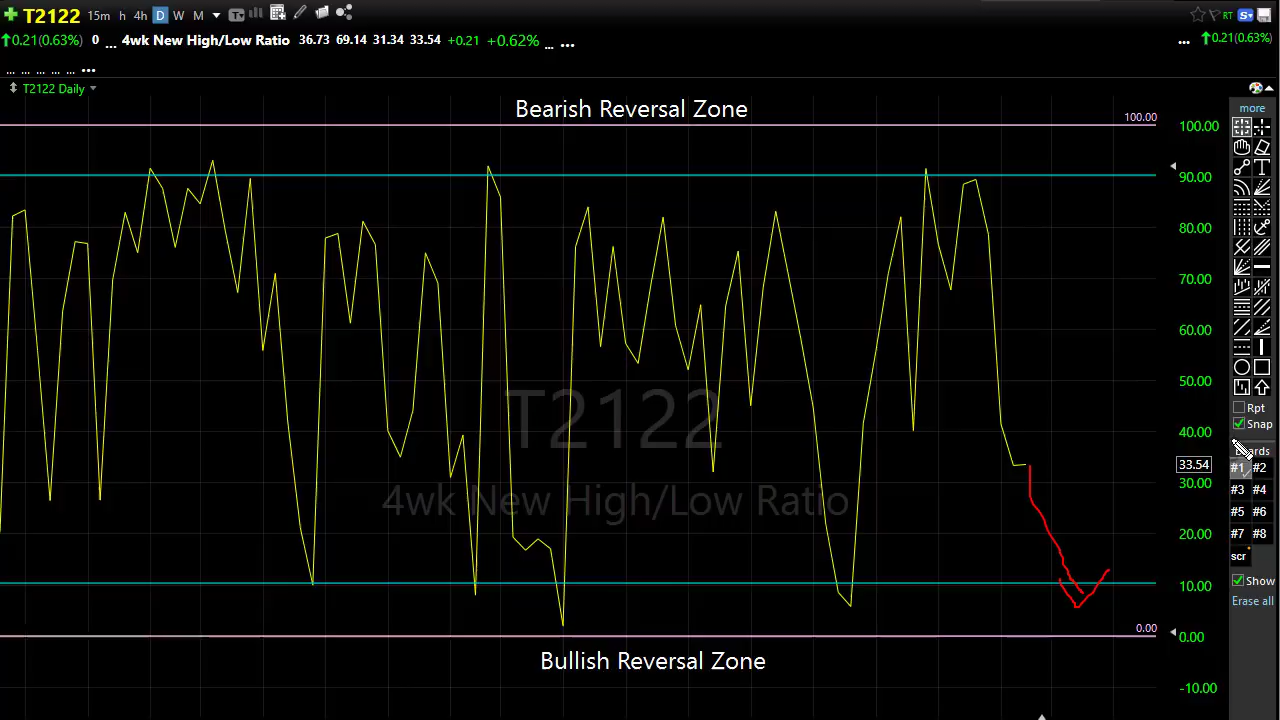 T2122 15m h 4h D W M
RT S
0.21(0.63%) 0 ... 4wk New High/Low Ratio 36.73 69.14 31.34 33.54 +0.21 +0.62% ... ... ... 0.21(0.63%)
... ... ... ... ... ...
T2122 Daily
more
Bearish Reversal Zone
100.00 100.00
90.00
80.00
70.00
60.00
50.00
40.00
33.54
30.00
20.00
10.00
0.00 0.00
-10.00
T2122
4wk New High/Low Ratio
Bullish Reversal Zone
Rpt
Snap
#1 #2
#3 #4
#5 #6
#7 #8
scr
Show
Erase all